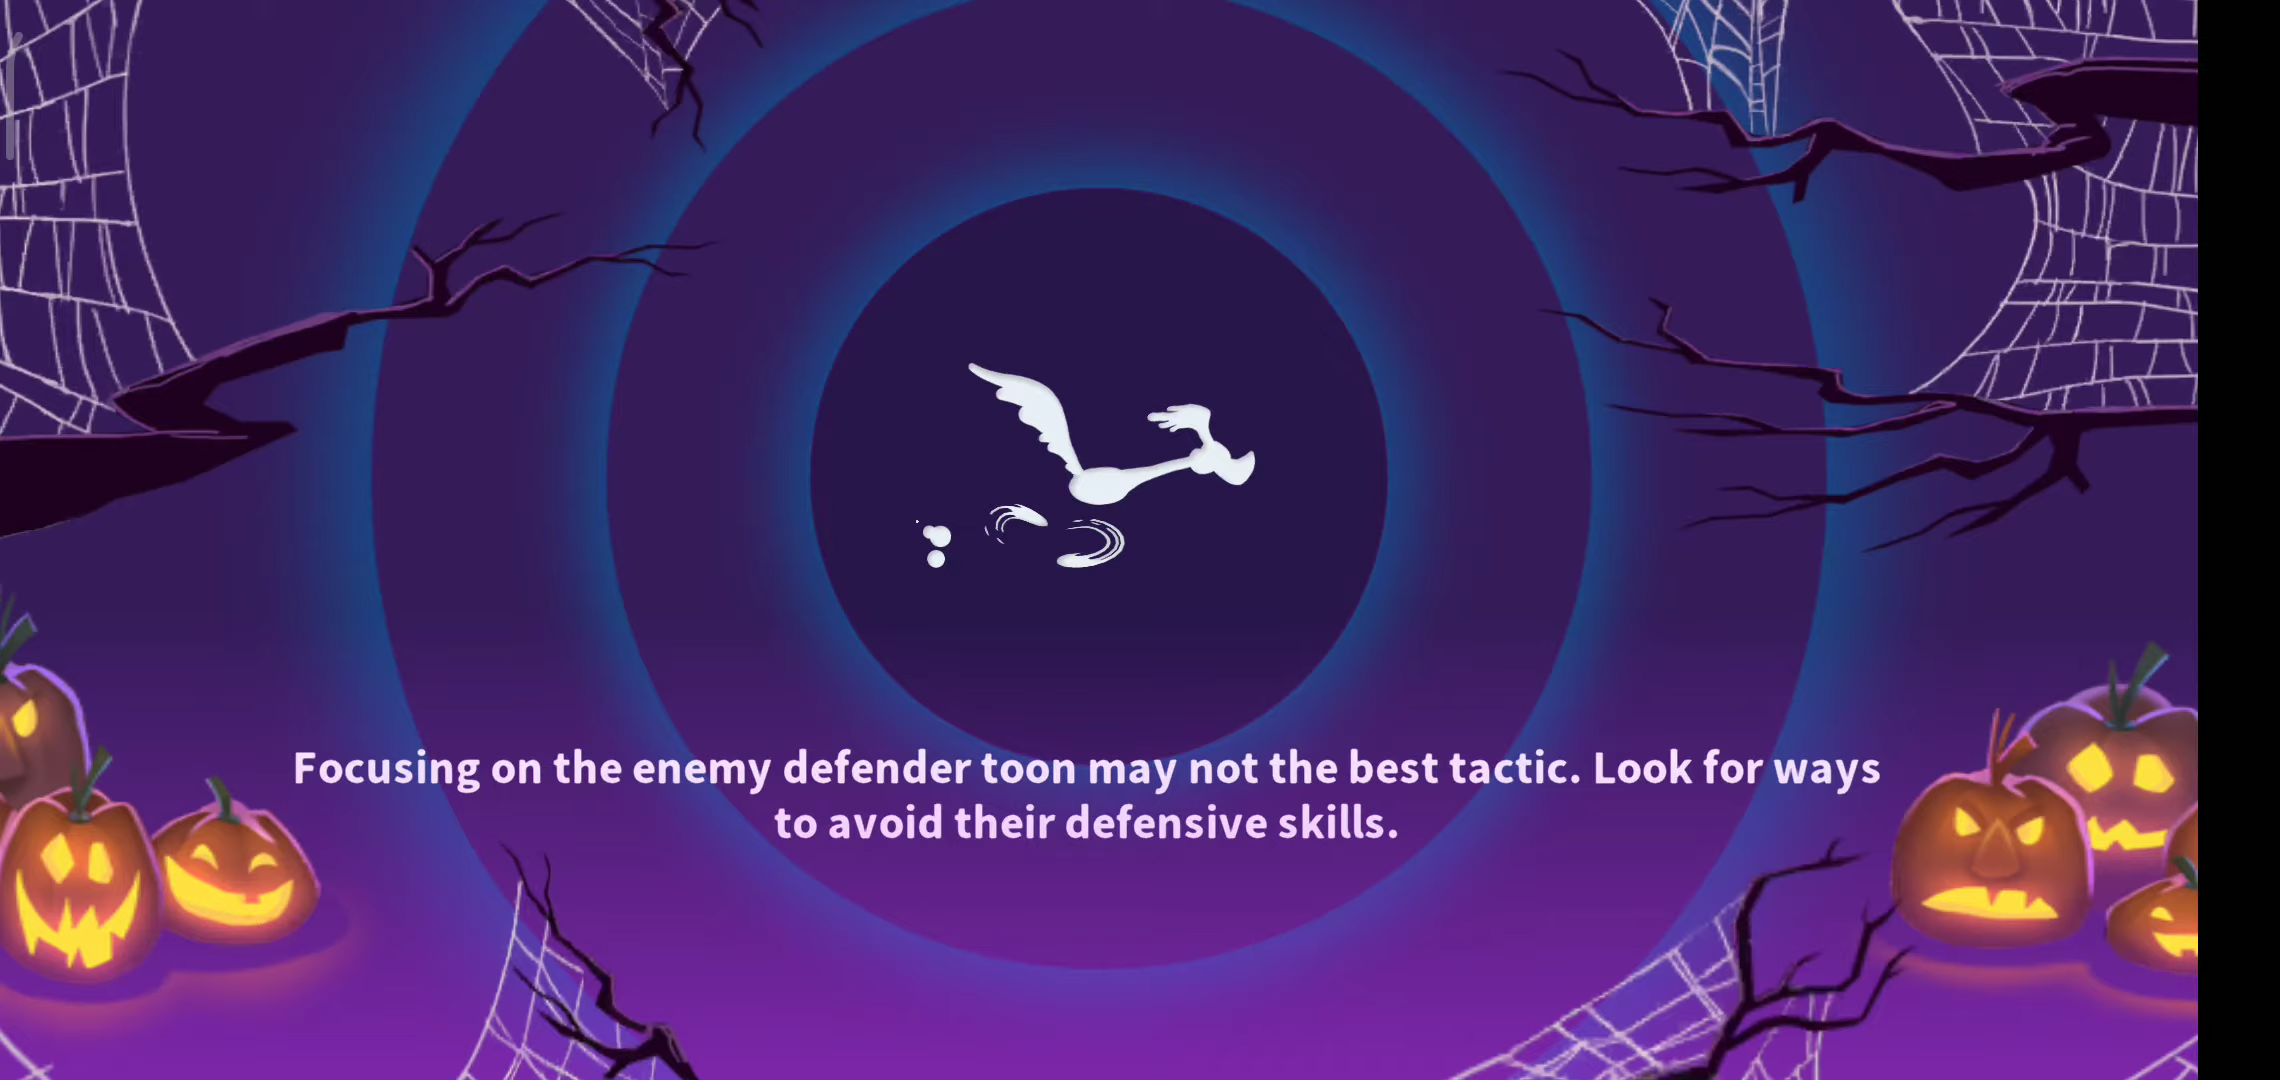 Focusing on the enemy defender toon may not the best tactic. Look for ways
to avoid their defensive skills.